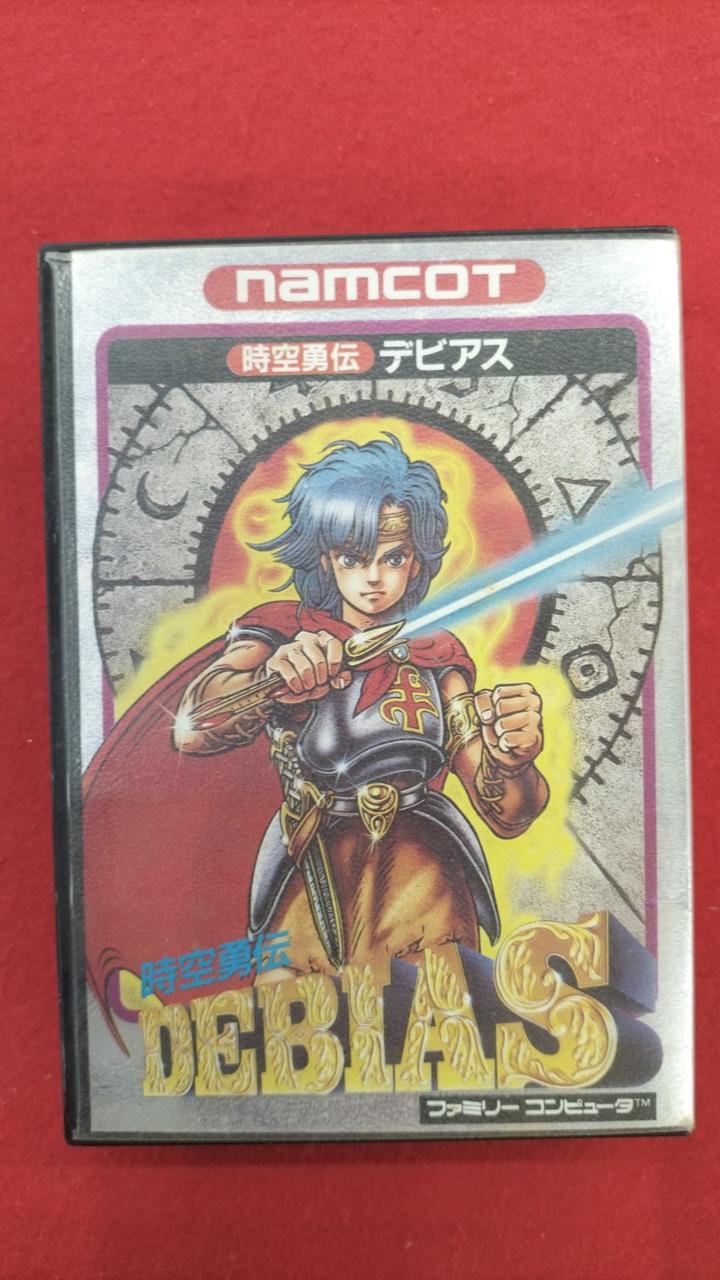 namcot
時空勇伝 デビアス
時空勇伝
DEBIAS
ファミリー コンピュータ™